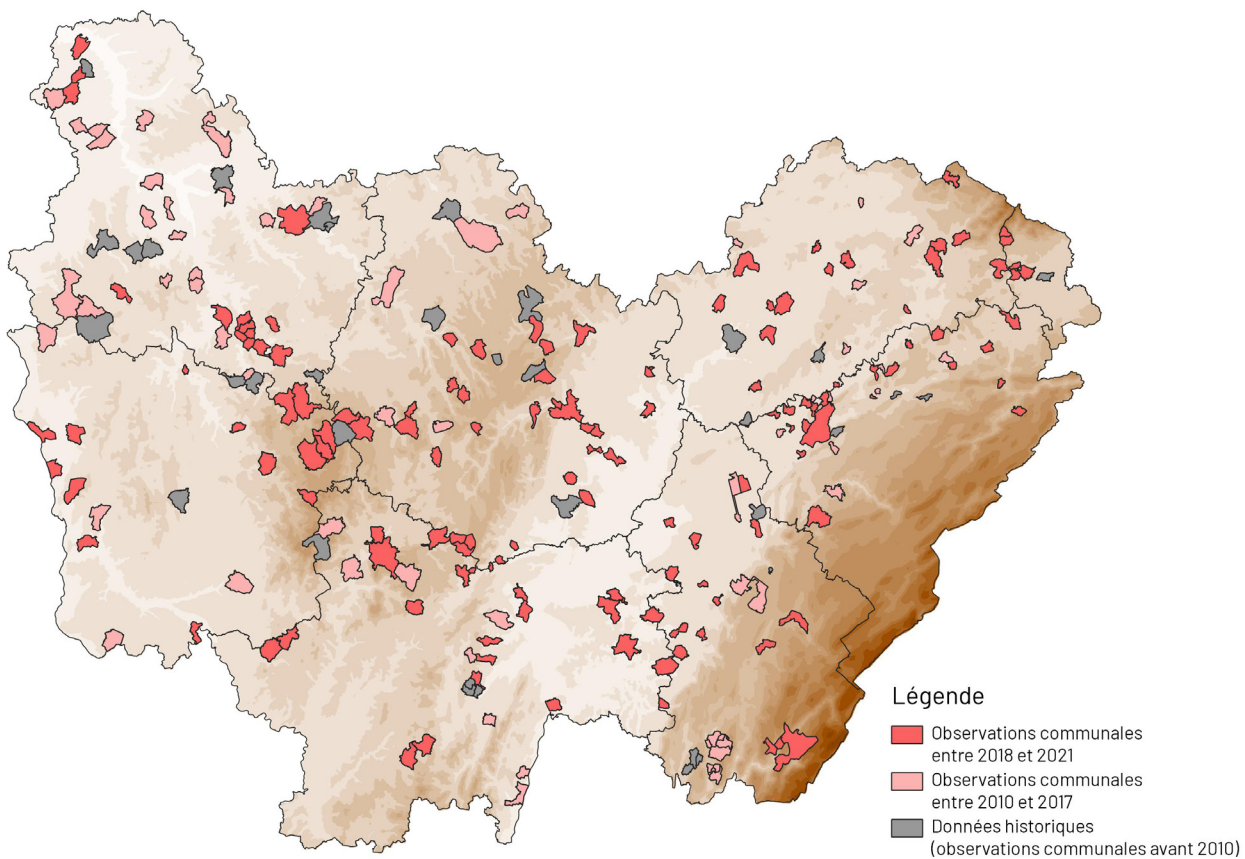 Légende
Observations communales
entre 2018 et 2021
Observations communales
entre 2010 et 2017
Données historiques
(observations communales avant 2010)